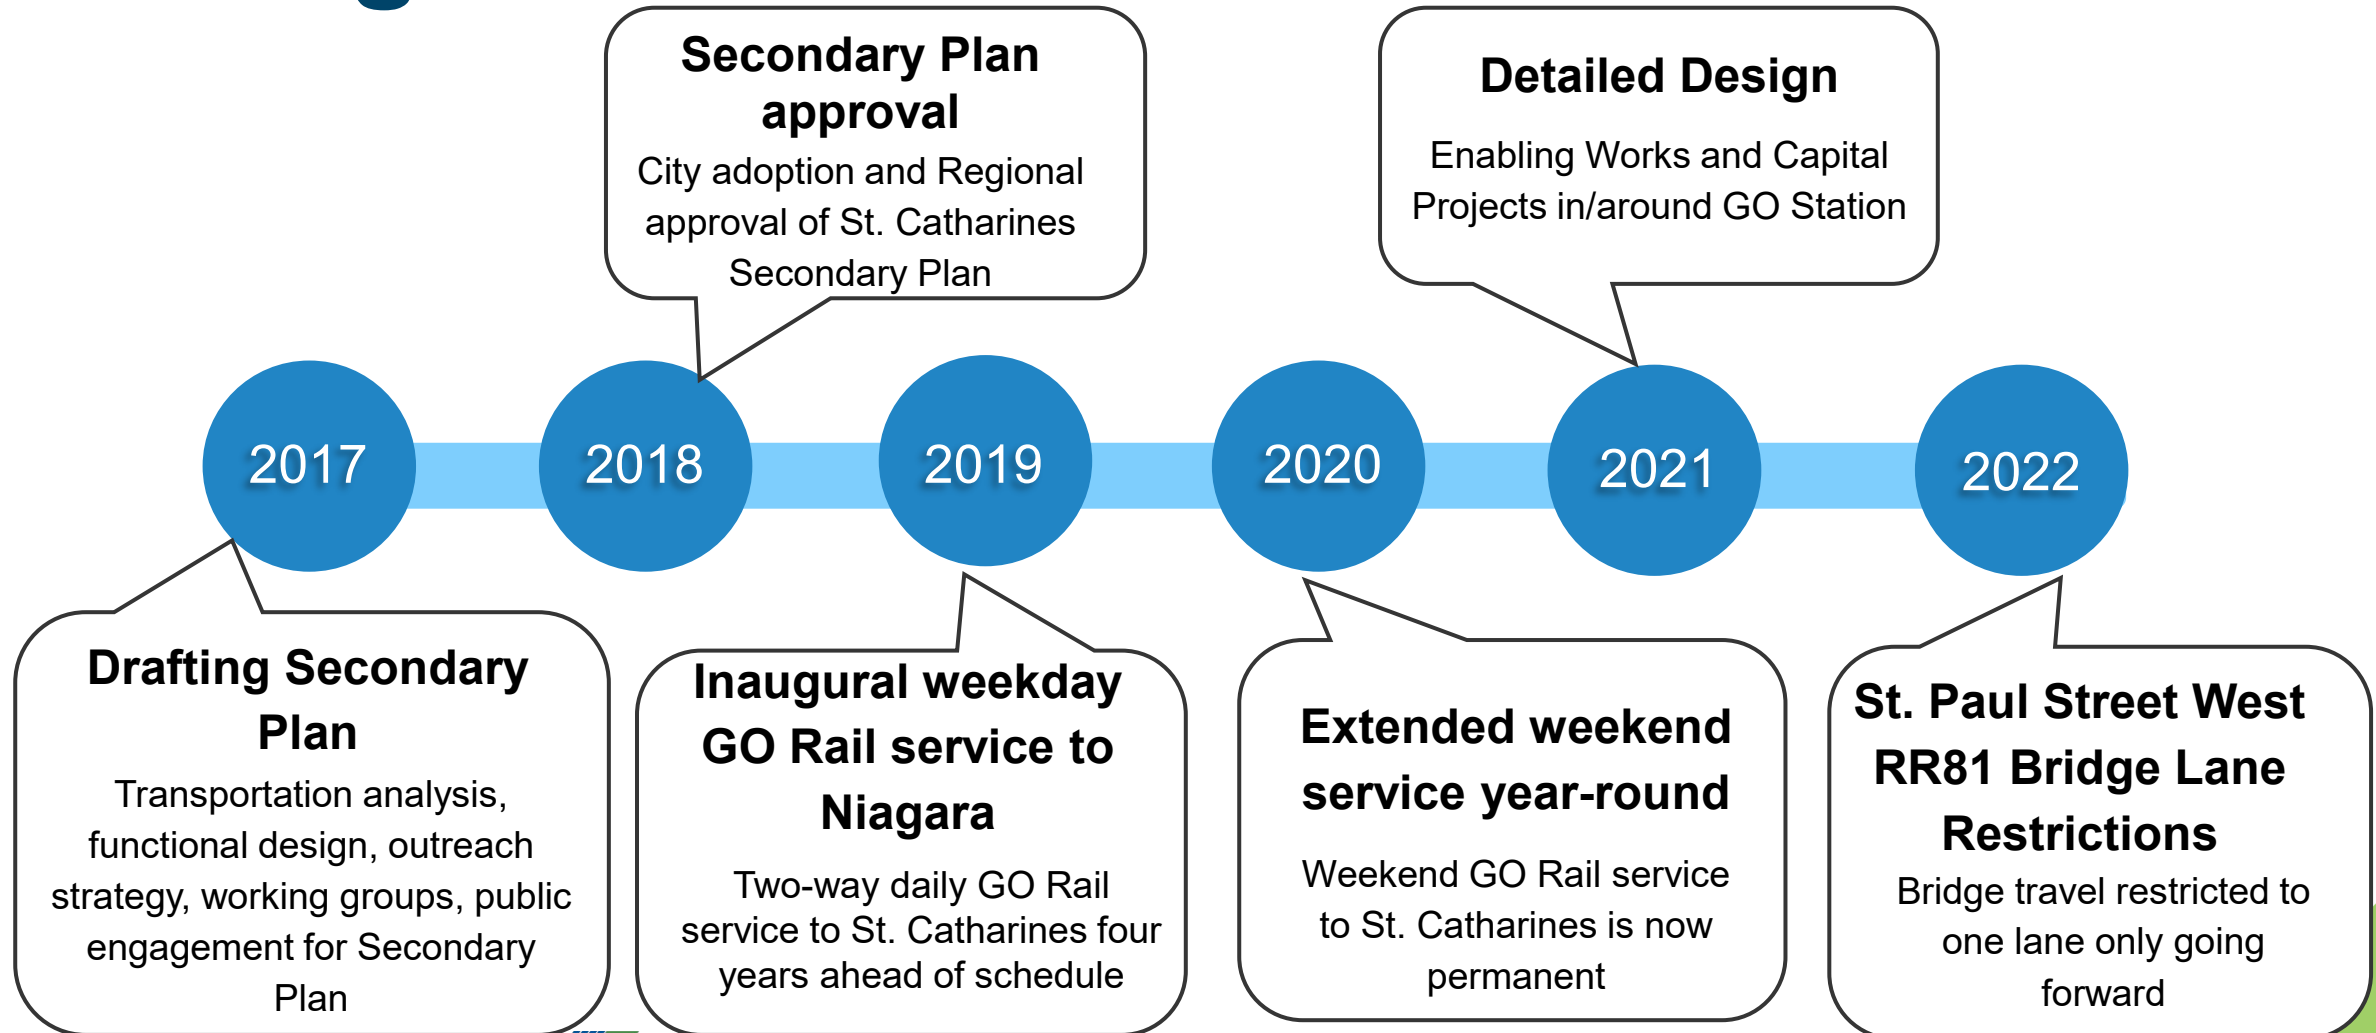 Secondary Plan
approval
City adoption and Regional
approval of St. Catharines
Secondary Plan
Detailed Design
Enabling Works and Capital
Projects in/around GO Station
2017
2018
2019
2020
2021
2022
Drafting Secondary
Plan
Transportation analysis,
functional design, outreach
strategy, working groups, public
engagement for Secondary
Plan
Inaugural weekday
GO Rail service to
Niagara
Two-way daily GO Rail
service to St. Catharines four
years ahead of schedule
Extended weekend
service year-round
Weekend GO Rail service
to St. Catharines is now
permanent
St. Paul Street West
RR81 Bridge Lane
Restrictions
Bridge travel restricted to
one lane only going
forward